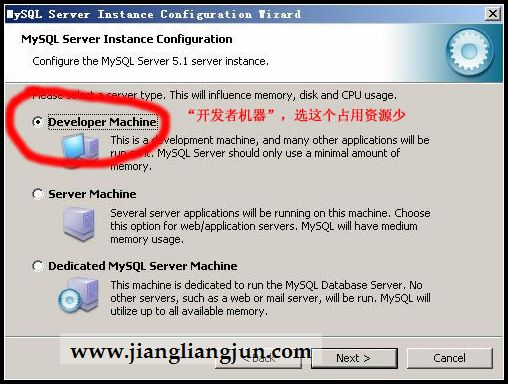 MySQL Server Instance Configuration Wizard
MySQL Server Instance Configuration
Configure the MySQL Server 5.1 server instance.
Please select a server type. This will influence memory, disk and CPU usage.
Developer Machine
“开发者机器”，选这个占用资源少
This is a development machine, and many other applications will be
run on it. MySQL Server should only use a minimal amount of
memory.
Server Machine
Several server applications will be running on this machine. Choose
this option for web/application servers. MySQL will have medium
memory usage.
Dedicated MySQL Server Machine
This machine is dedicated to run the MySQL Database Server. No
other servers, such as a web or mail server, will be run. MySQL will
utilize up to all available memory.
www.jiangliangjun.com
< Back Next > Cancel